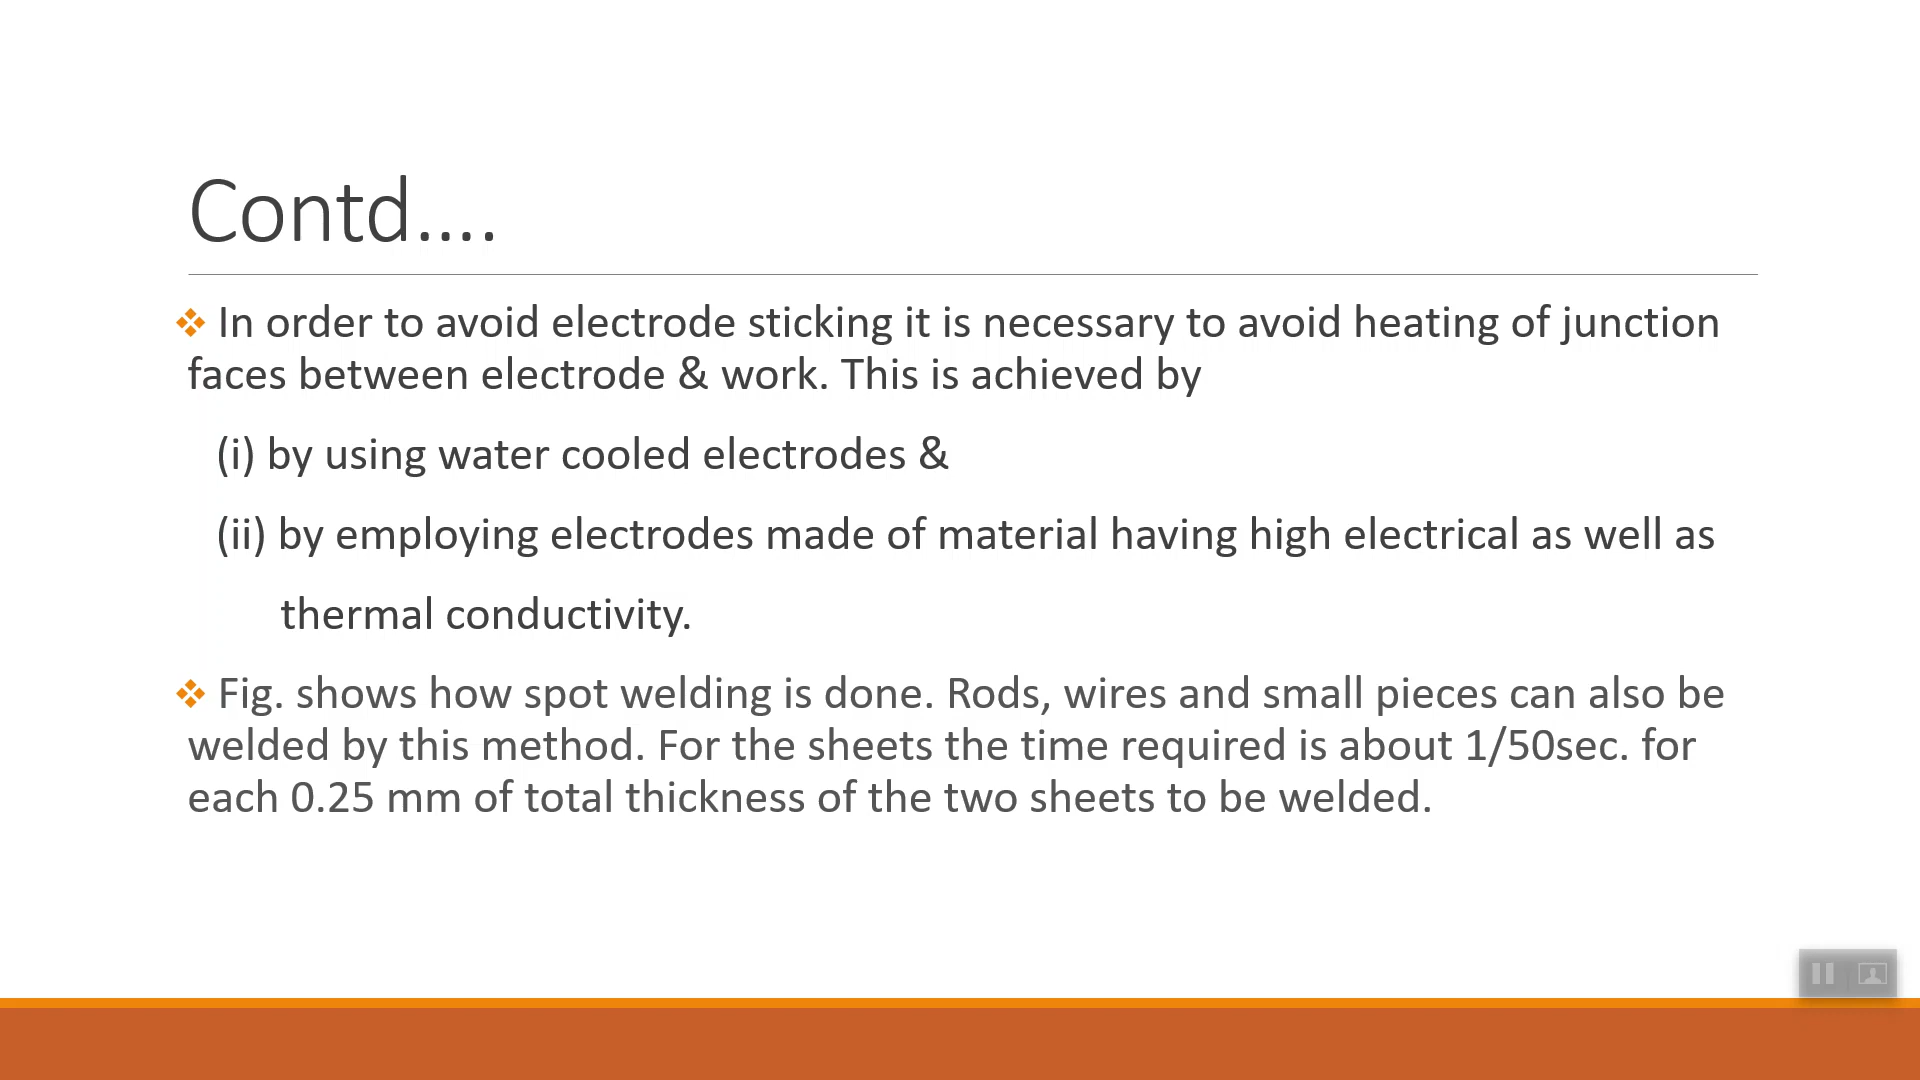 Contd....
In order to avoid electrode sticking it is necessary to avoid heating of junction
faces between electrode & work. This is achieved by
(i) by using water cooled electrodes &
(ii) by employing electrodes made of material having high electrical as well as
thermal conductivity.
Fig. shows how spot welding is done. Rods, wires and small pieces can also be
welded by this method. For the sheets the time required is about 1/50sec. for
each 0.25 mm of total thickness of the two sheets to be welded.